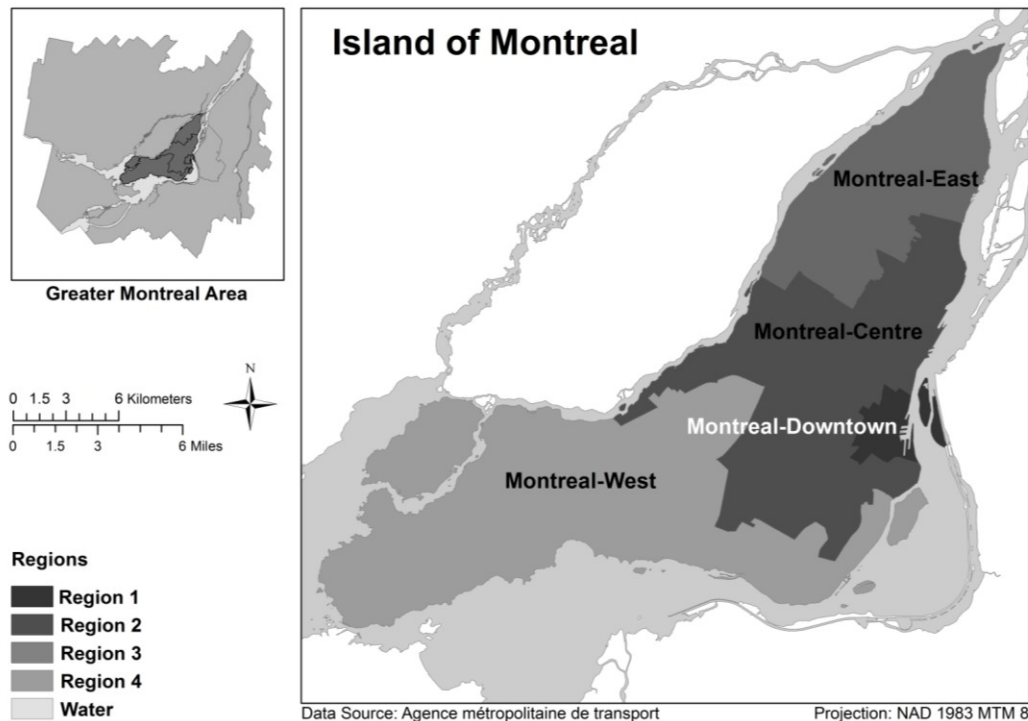 Island of Montreal
Greater Montreal Area
Montreal-East
Montreal-Centre
Montreal-Downtown
Montreal-West
N
0 1.5 3 6 Kilometers
0 1.5 3 6 Miles
Regions
Region 1
Region 2
Region 3
Region 4
Water
Data Source: Agence métropolitaine de transport
Projection: NAD 1983 MTM 8